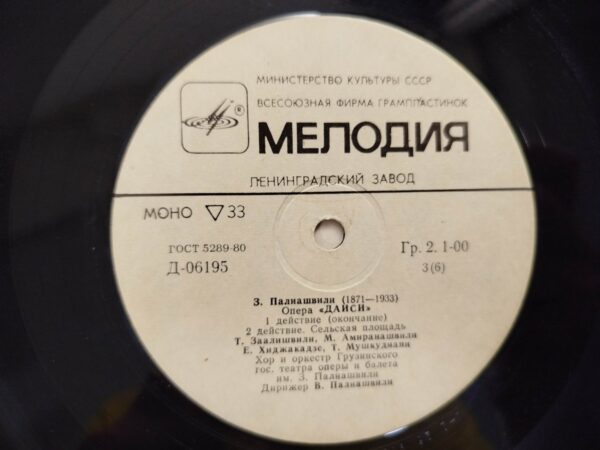 МИНИСТЕРСТВО КУЛЬТУРЫ СССР
ВСЕСОЮЗНАЯ ФИРМА ГРАМПЛАСТИНОК
МЕЛОДИЯ
ЛЕНИНГРАДСКИЙ ЗАВОД
МОНО ▽ 33
ГОСТ 5289-80
Гр. 2. 1-00
Д-06195
3(6)
З. Палиашвили (1871—1933)
Опера «ДАИСИ»
1 действие (окончание)
2 действие. Сельская площадь
Т. Заалишвили, М. Амиранашвили
Е. Хиджакадзе, Т. Мушкудиани
Хор и оркестр Грузинского
гос. театра оперы и балета
им. З. Палиашвили
Дирижер В. Палиашвили